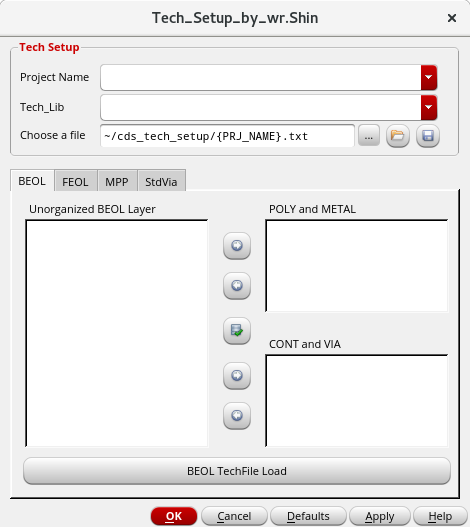 Tech_Setup_by_wr.Shin
Tech Setup
Project Name
Tech_Lib
Choose a file ~/cds_tech_setup/{PRJ_NAME}.txt ...
BEOL FEOL MPP StdVia
Unorganized BEOL Layer POLY and METAL
CONT and VIA
BEOL TechFile Load
OK Cancel Defaults Apply Help